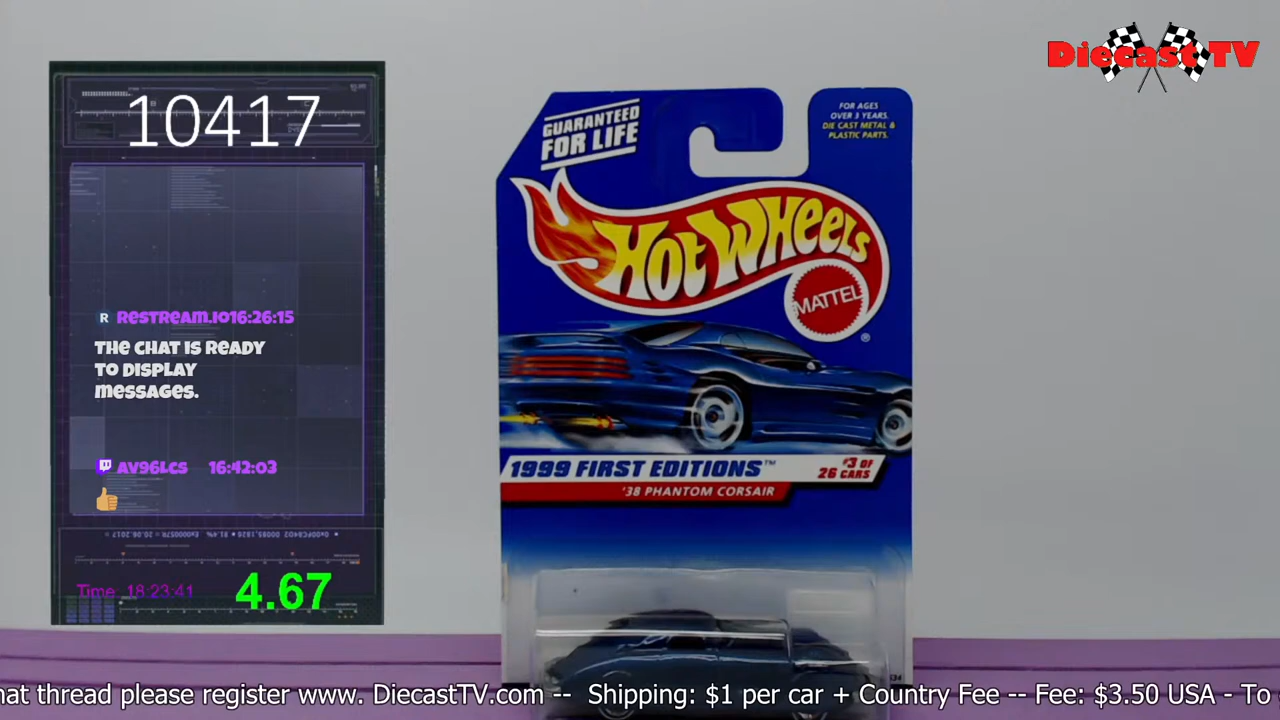 10417
Restream.io16:26:15
The chat is ready
to display
messages.
AV96LCS 16:42:03
Time 18:23:41
4.67
GUARANTEED
FOR LIFE
FOR AGES
OVER 3 YEARS.
DIE CAST METAL &
PLASTIC PARTS.
HOT WHEELS
MATTEL
®
1999 FIRST EDITIONS™
#3 OF
26 CARS
'38 PHANTOM CORSAIR
Diecast TV
hat thread please register www. DiecastTV.com -- Shipping: $1 per car + Country Fee -- Fee: $3.50 USA - To